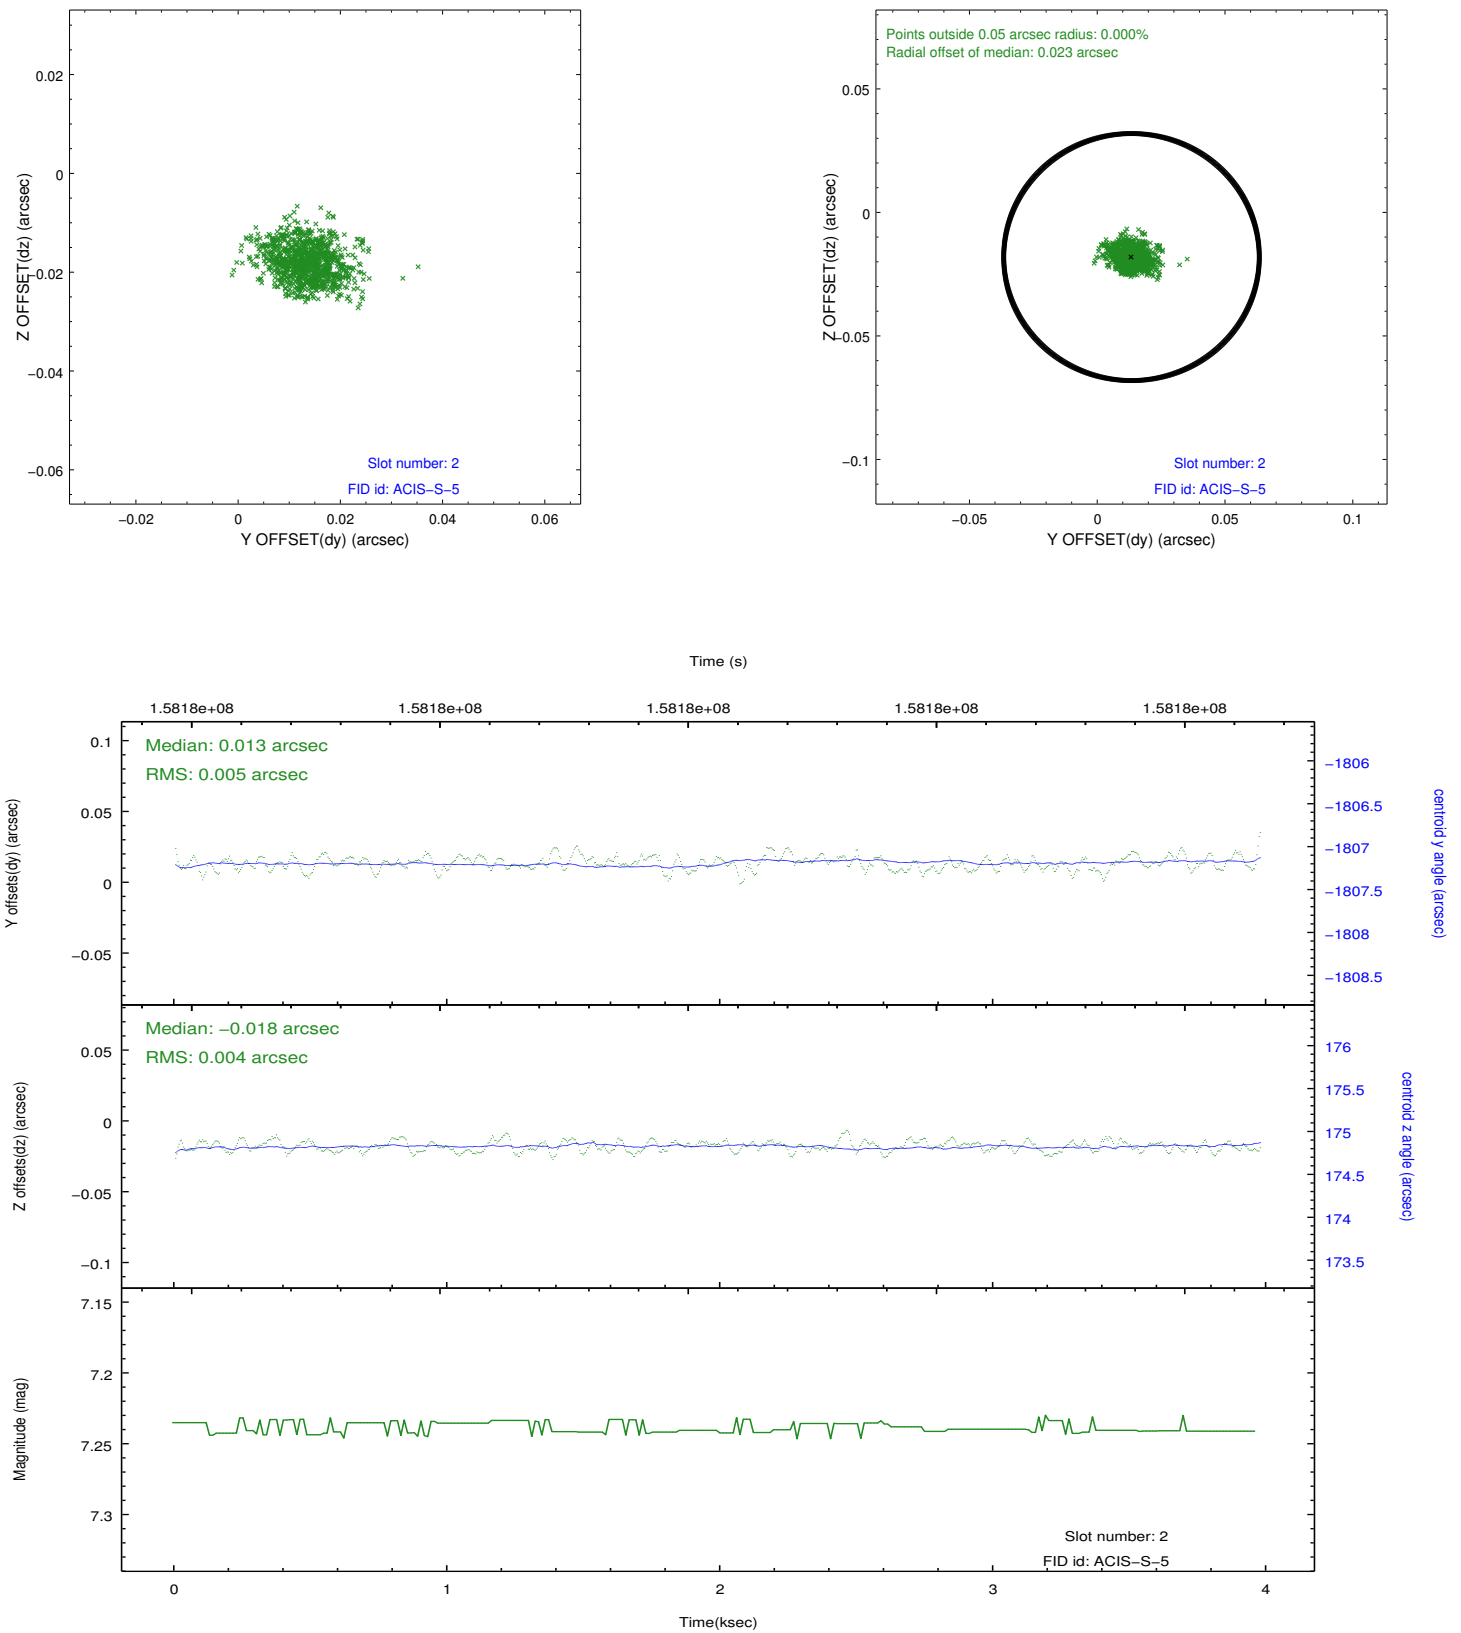 Points outside 0.05 arcsec radius: 0.000%
Radial offset of median: 0.023 arcsec
0.02
0
−0.02
−0.04
−0.06
Z OFFSET(dz) (arcsec)
Slot number: 2
FID id: ACIS−S−5
−0.02 0 0.02 0.04 0.06
Y OFFSET(dy) (arcsec)
0.05
0
−0.05
−0.1
Z OFFSET(dz) (arcsec)
Slot number: 2
FID id: ACIS−S−5
−0.05 0 0.05 0.1
Y OFFSET(dy) (arcsec)
Time (s)
1.5818e+08 1.5818e+08 1.5818e+08 1.5818e+08 1.5818e+08
Median: 0.013 arcsec
RMS: 0.005 arcsec
0.1
0.05
0
−0.05
Y offsets(dy) (arcsec)
−1806
−1806.5
−1807
−1807.5
−1808
−1808.5
centroid y angle (arcsec)
Median: −0.018 arcsec
RMS: 0.004 arcsec
0.05
0
−0.05
−0.1
Z offsets(dz) (arcsec)
176
175.5
175
174.5
174
173.5
centroid z angle (arcsec)
7.15
7.2
7.25
7.3
Magnitude (mag)
Slot number: 2
FID id: ACIS−S−5
0 1 2 3 4
Time(ksec)